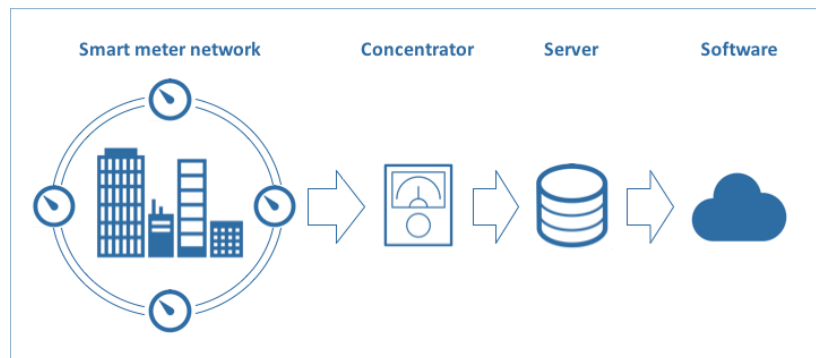 Smart meter network
Concentrator
Server
Software